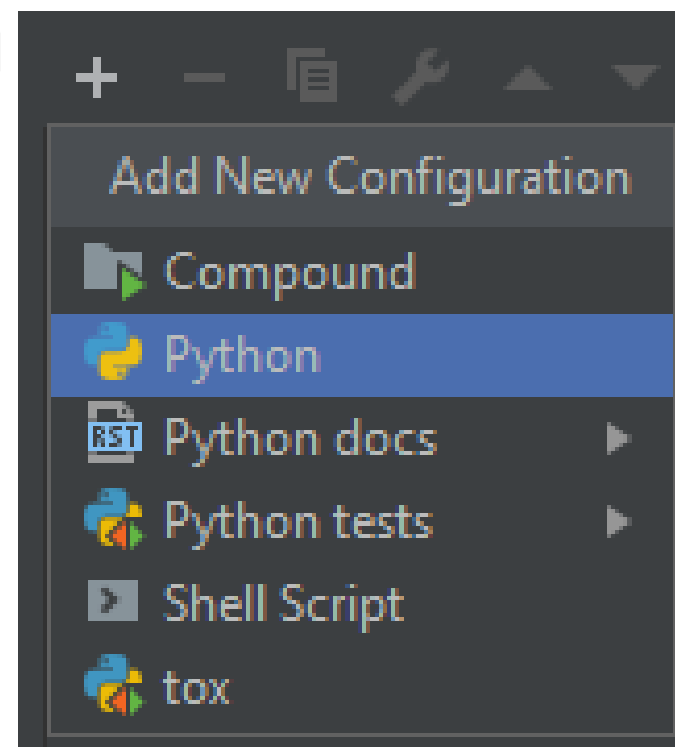 Add New Configuration
Compound
Python
RST
Python docs
Python tests
Shell Script
tox